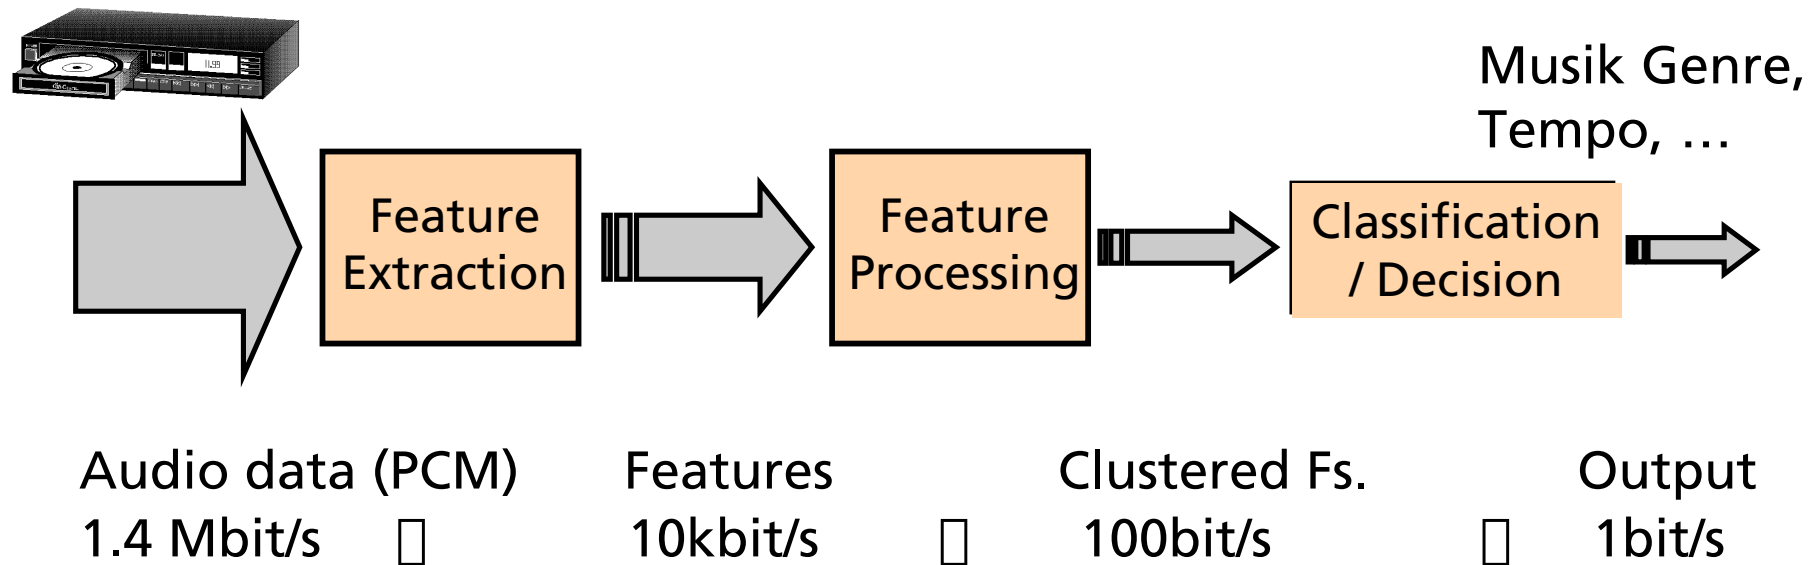 Musik Genre,
Tempo, …
Feature
Extraction
Feature
Processing
Classification
/ Decision
Audio data (PCM)
1.4 Mbit/s
Features
10kbit/s
Clustered Fs.
100bit/s
Output
1bit/s